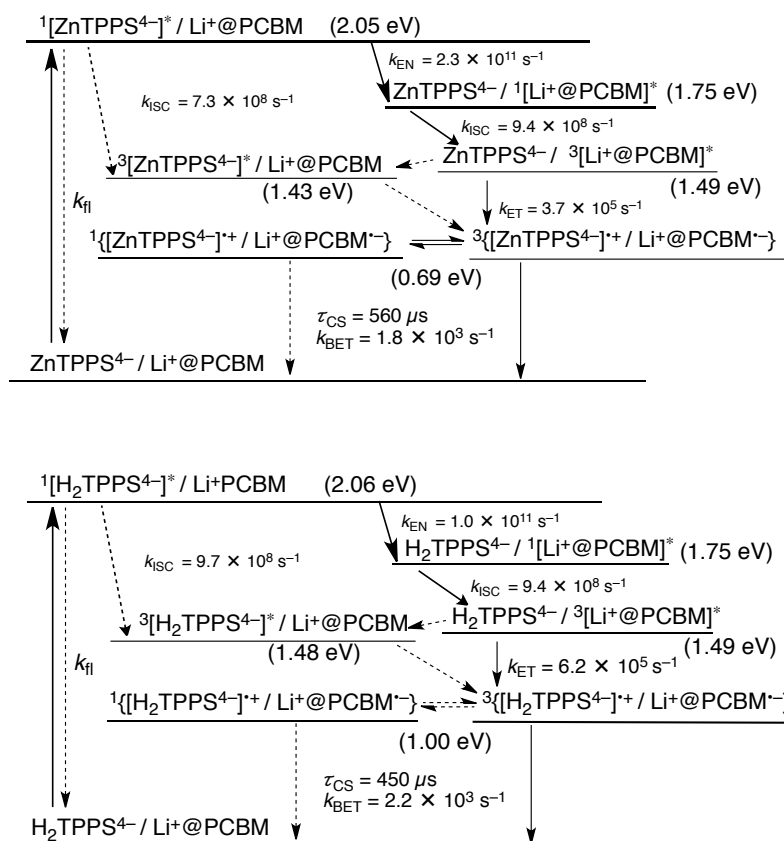 ¹[ZnTPPS⁴⁻]* / Li⁺@PCBM (2.05 eV)
k_EN = 2.3 × 10¹¹ s⁻¹
ZnTPPS⁴⁻ / ¹[Li⁺@PCBM]* (1.75 eV)
k_ISC = 7.3 × 10⁸ s⁻¹
k_ISC = 9.4 × 10⁸ s⁻¹
³[ZnTPPS⁴⁻]* / Li⁺@PCBM
ZnTPPS⁴⁻ / ³[Li⁺@PCBM]*
(1.43 eV)
(1.49 eV)
k_fl
k_ET = 3.7 × 10⁵ s⁻¹
¹{[ZnTPPS⁴⁻]•⁺ / Li⁺@PCBM•⁻}
³{[ZnTPPS⁴⁻]•⁺ / Li⁺@PCBM•⁻}
(0.69 eV)
τ_CS = 560 µs
k_BET = 1.8 × 10³ s⁻¹
ZnTPPS⁴⁻ / Li⁺@PCBM
¹[H₂TPPS⁴⁻]* / Li⁺PCBM (2.06 eV)
k_EN = 1.0 × 10¹¹ s⁻¹
H₂TPPS⁴⁻ / ¹[Li⁺@PCBM]* (1.75 eV)
k_ISC = 9.7 × 10⁸ s⁻¹
k_ISC = 9.4 × 10⁸ s⁻¹
³[H₂TPPS⁴⁻]* / Li⁺@PCBM
H₂TPPS⁴⁻ / ³[Li⁺@PCBM]*
(1.48 eV)
(1.49 eV)
k_fl
k_ET = 6.2 × 10⁵ s⁻¹
¹{[H₂TPPS⁴⁻]•⁺ / Li⁺@PCBM•⁻}
³{[H₂TPPS⁴⁻]•⁺ / Li⁺@PCBM•⁻}
(1.00 eV)
τ_CS = 450 µs
k_BET = 2.2 × 10³ s⁻¹
H₂TPPS⁴⁻ / Li⁺@PCBM